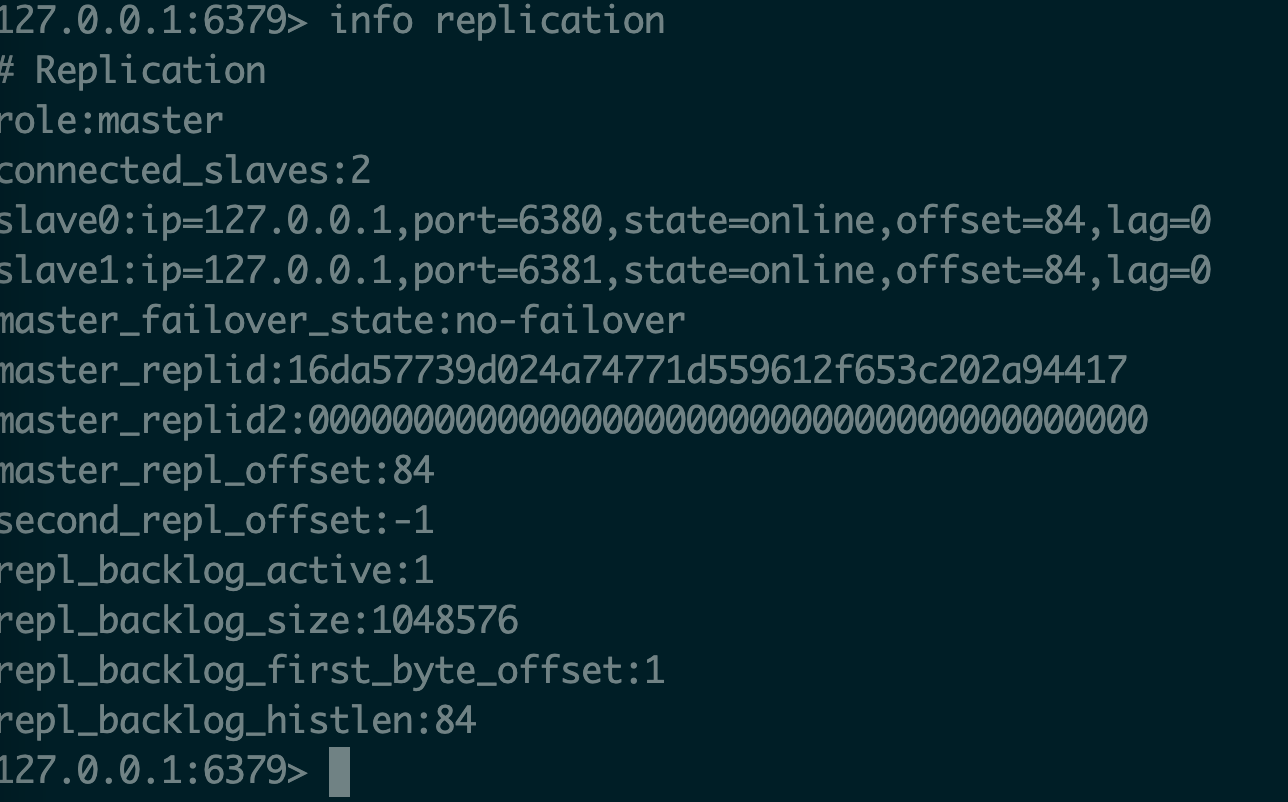 127.0.0.1:6379> info replication
# Replication
role:master
connected_slaves:2
slave0:ip=127.0.0.1,port=6380,state=online,offset=84,lag=0
slave1:ip=127.0.0.1,port=6381,state=online,offset=84,lag=0
master_failover_state:no-failover
master_replid:16da57739d024a74771d559612f653c202a94417
master_replid2:0000000000000000000000000000000000000000
master_repl_offset:84
second_repl_offset:-1
repl_backlog_active:1
repl_backlog_size:1048576
repl_backlog_first_byte_offset:1
repl_backlog_histlen:84
127.0.0.1:6379>